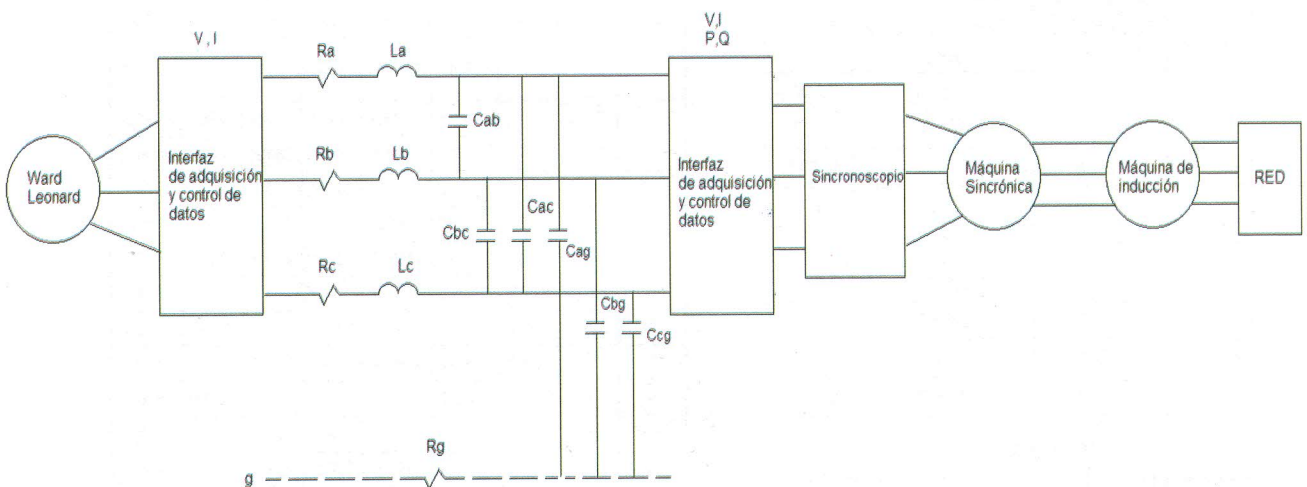 V , I
V,I
P,Q
Ra
La
Cab
Interfaz
de adquisición
y control de
datos
Ward
Leonard
Rb
Lb
Interfaz
de adquisición
y control de
datos
Sincronoscopio
Máquina
Sincrónica
Máquina de
inducción
RED
Cbc
Cac
Cag
Rc
Lc
Cbg
Ccg
Rg
g